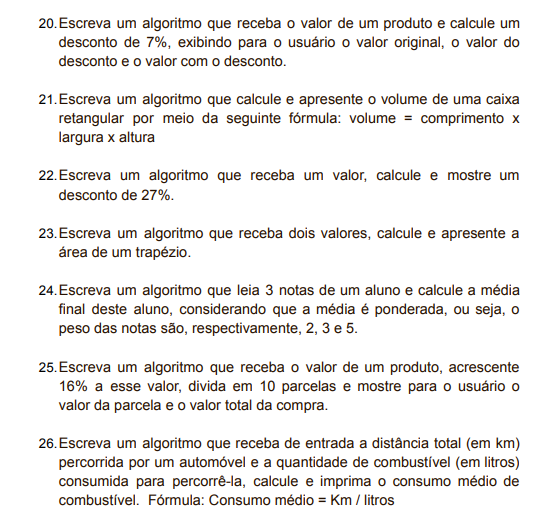 20. Escreva um algoritmo que receba o valor de um produto e calcule um
desconto de 7%, exibindo para o usuário o valor original, o valor do
desconto e o valor com o desconto.
21. Escreva um algoritmo que calcule e apresente o volume de uma caixa
retangular por meio da seguinte fórmula: volume = comprimento x
largura x altura
22. Escreva um algoritmo que receba um valor, calcule e mostre um
desconto de 27%.
23. Escreva um algoritmo que receba dois valores, calcule e apresente a
área de um trapézio.
24. Escreva um algoritmo que leia 3 notas de um aluno e calcule a média
final deste aluno, considerando que a média é ponderada, ou seja, o
peso das notas são, respectivamente, 2, 3 e 5.
25. Escreva um algoritmo que receba o valor de um produto, acrescente
16% a esse valor, divida em 10 parcelas e mostre para o usuário o
valor da parcela e o valor total da compra.
26. Escreva um algoritmo que receba de entrada a distância total (em km)
percorrida por um automóvel e a quantidade de combustível (em litros)
consumida para percorrê-la, calcule e imprima o consumo médio de
combustível. Fórmula: Consumo médio = Km / litros